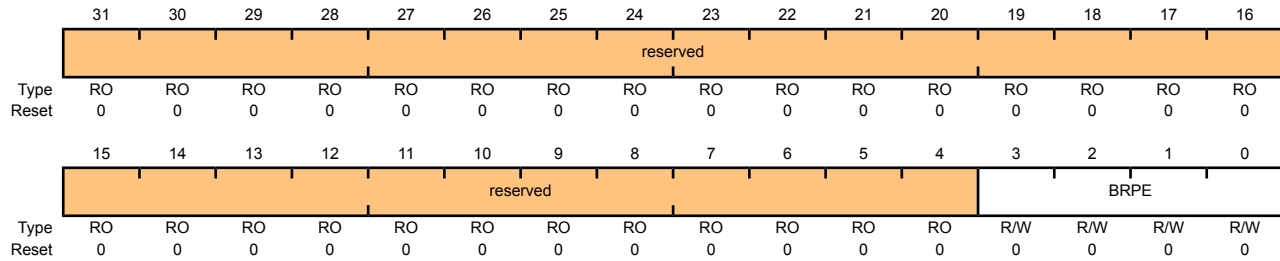 31 30 29 28 27 26 25 24 23 22 21 20 19 18 17 16
reserved
Type RO RO RO RO RO RO RO RO RO RO RO RO RO RO RO RO
Reset 0 0 0 0 0 0 0 0 0 0 0 0 0 0 0 0
15 14 13 12 11 10 9 8 7 6 5 4 3 2 1 0
reserved BRPE
Type RO RO RO RO RO RO RO RO RO RO RO RO R/W R/W R/W R/W
Reset 0 0 0 0 0 0 0 0 0 0 0 0 0 0 0 0